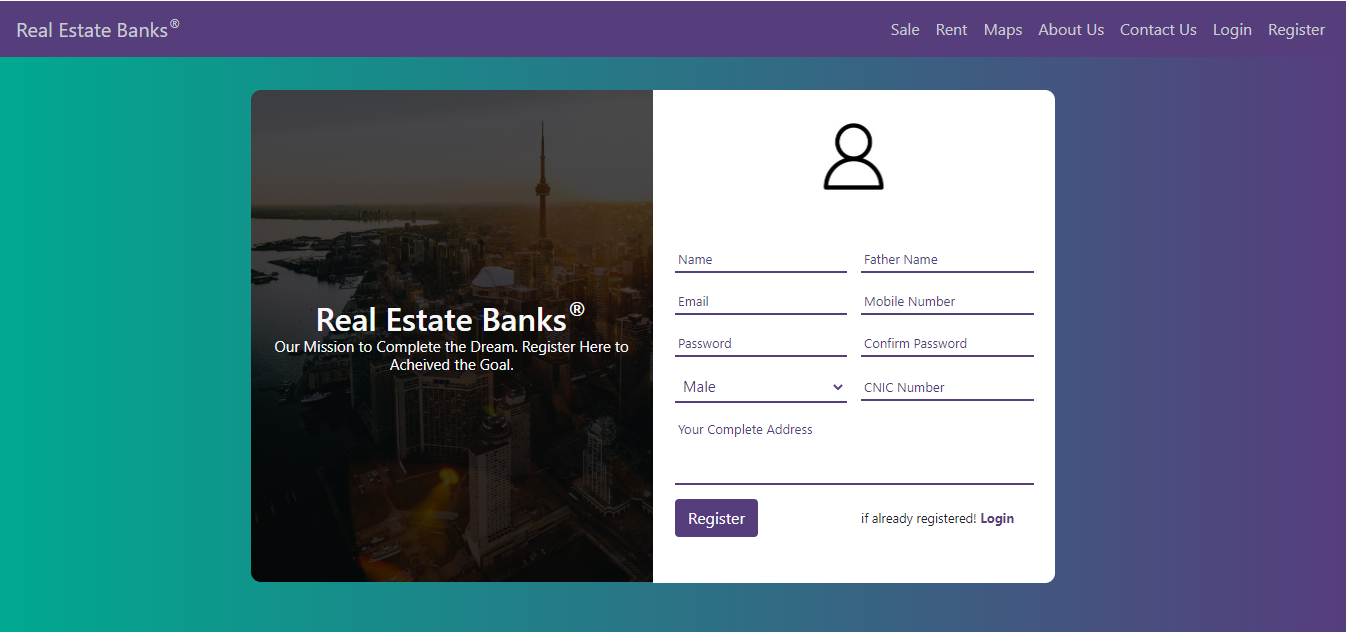 Real Estate Banks®
Sale Rent Maps About Us Contact Us Login Register
Real Estate Banks®
Our Mission to Complete the Dream. Register Here to
Acheived the Goal.
Name Father Name
Email Mobile Number
Password Confirm Password
Male CNIC Number
Your Complete Address
Register if already registered! Login